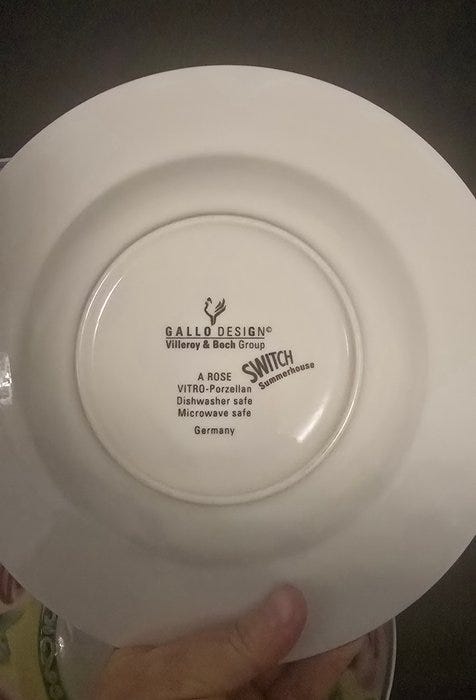 GALLO DESIGN©
Villeroy & Boch Group
SWITCH
Summerhouse
A ROSE
VITRO-Porzellan
Dishwasher safe
Microwave safe
Germany